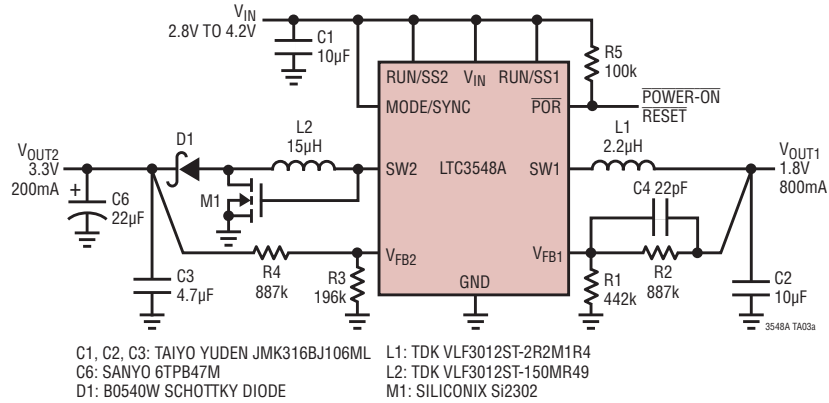 VIN
2.8V TO 4.2V
C1
10µF
RUN/SS2 VIN RUN/SS1
R5
100k
MODE/SYNC
POR
POWER-ON
RESET
D1
L2
15µH
L1
2.2µH
VOUT2
3.3V
200mA
SW2
LTC3548A
SW1
VOUT1
1.8V
800mA
M1
C4 22pF
+
C6
22µF
VFB2
VFB1
R4
887k
R3
196k
GND
R1
442k
R2
887k
C3
4.7µF
C2
10µF
3548A TA03a
C1, C2, C3: TAIYO YUDEN JMK316BJ106ML
C6: SANYO 6TPB47M
D1: B0540W SCHOTTKY DIODE
L1: TDK VLF3012ST-2R2M1R4
L2: TDK VLF3012ST-150MR49
M1: SILICONIX Si2302